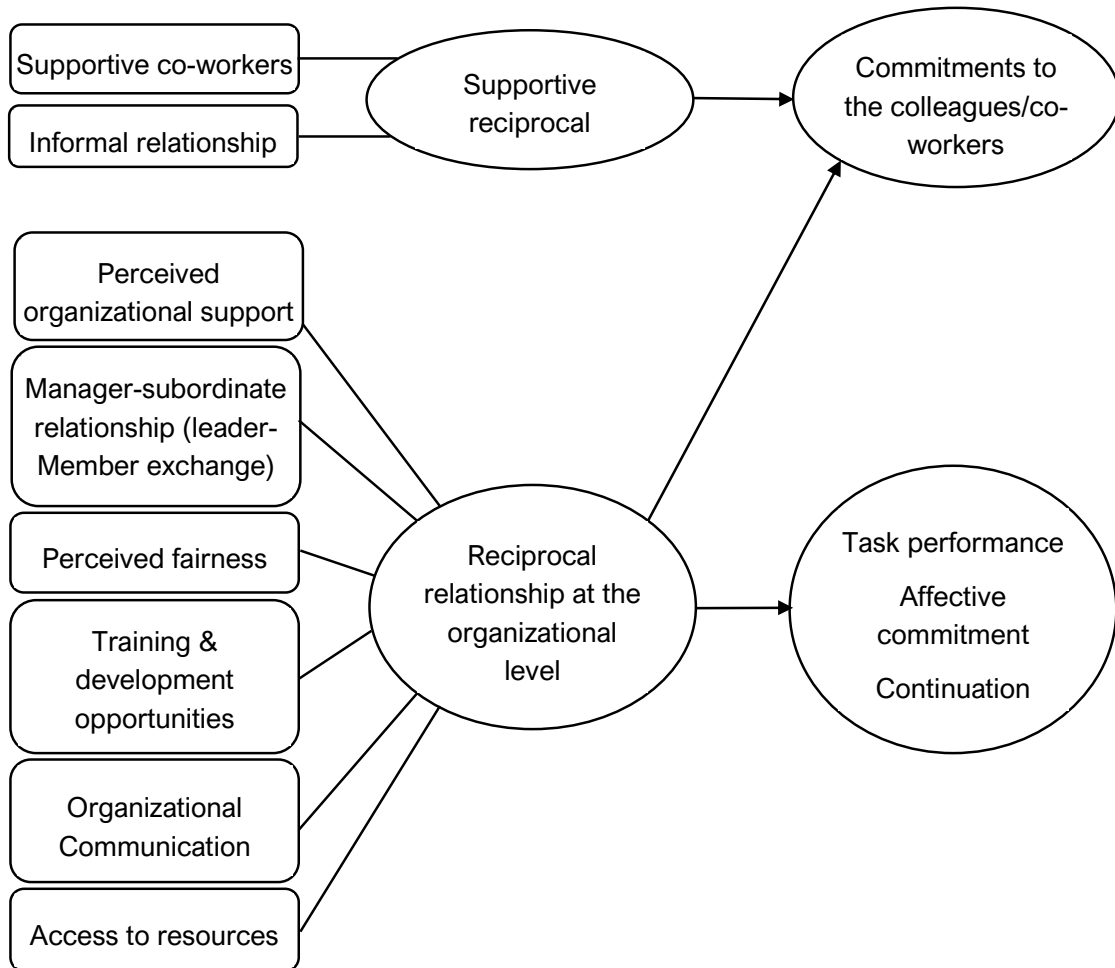 Supportive co-workers
Informal relationship
Supportive
reciprocal
Commitments to
the colleagues/co-
workers
Perceived
organizational support
Manager-subordinate
relationship (leader-
Member exchange)
Perceived fairness
Training &
development
opportunities
Organizational
Communication
Access to resources
Reciprocal
relationship at the
organizational
level
Task performance
Affective
commitment
Continuation